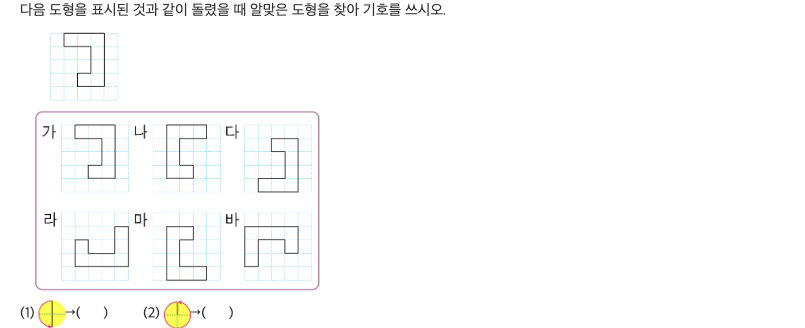 다음 도형을 표시된 것과 같이 돌렸을 때 알맞은 도형을 찾아 기호를 쓰시오.
가 나 다
라 마 바
(1) →( ) (2) →( )